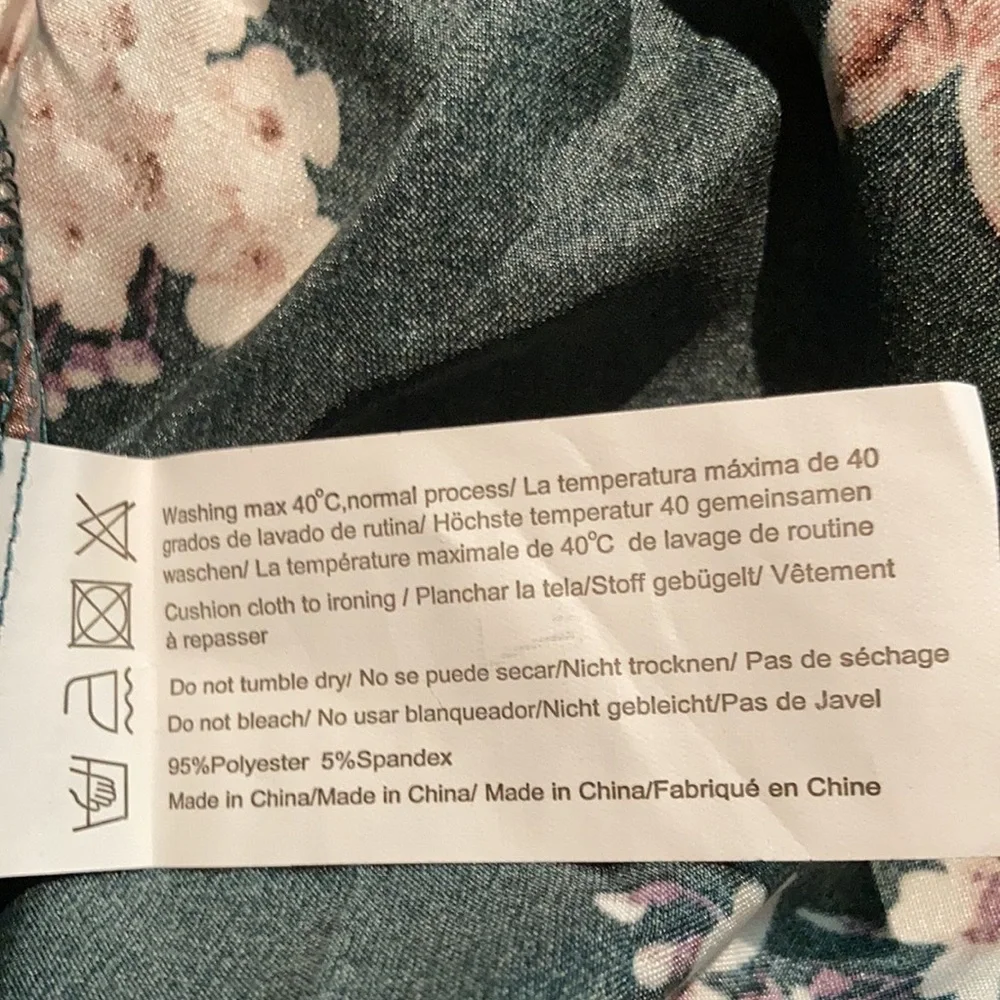 Washing max 40°C,normal process/ La temperatura máxima de 40
grados de lavado de rutina/ Höchste temperatur 40 gemeinsamen
waschen/ La température maximale de 40°C de lavage de routine
Cushion cloth to ironing / Planchar la tela/Stoff gebügelt/ Vêtement
à repasser
Do not tumble dry/ No se puede secar/Nicht trocknen/ Pas de séchage
Do not bleach/ No usar blanqueador/Nicht gebleicht/Pas de Javel
95%Polyester 5%Spandex
Made in China/Made in China/ Made in China/Fabriqué en Chine